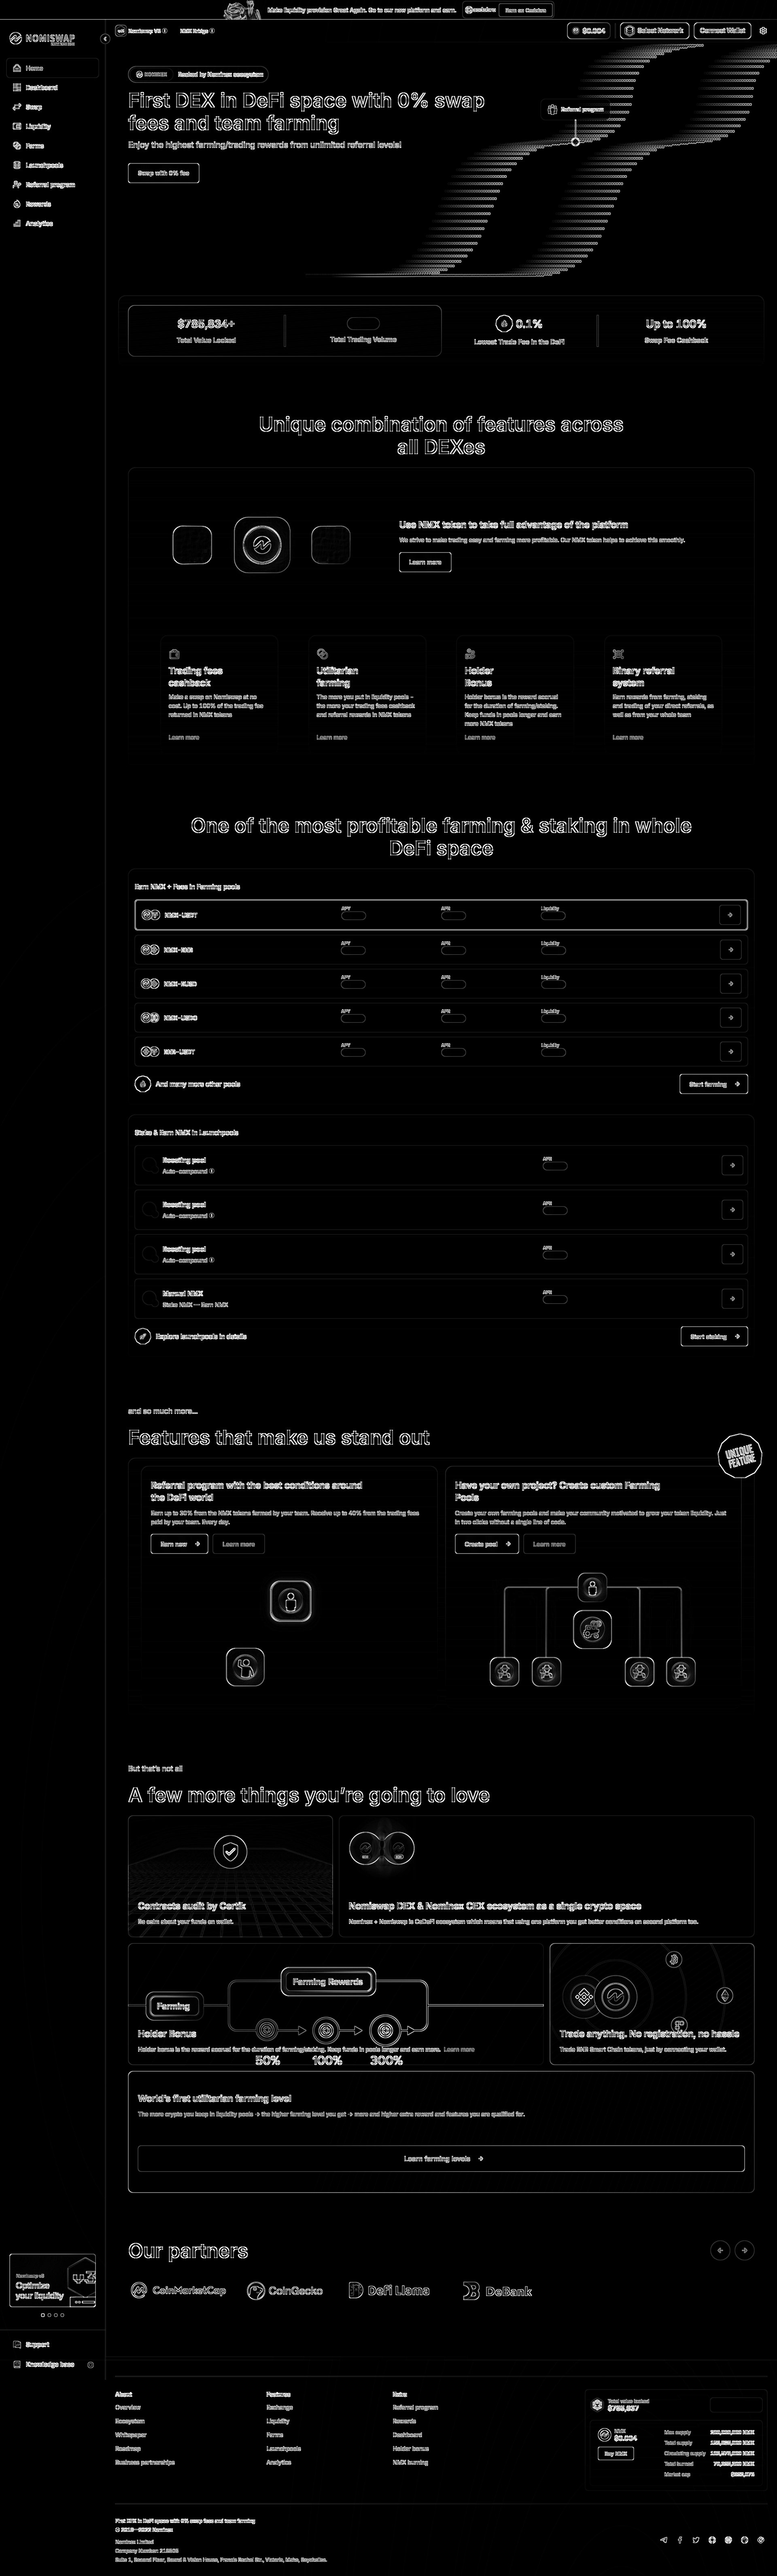 Make liquidity provision Great Again. Go to our new platform and earn.
NOMISWAP
Nomiswap V3
NMX Bridge
$0.004
Select Network
Connect Wallet
Home
Dashboard
Swap
Liquidity
Farms
Launchpools
Referral program
Rewards
Analytics
NOMINEX
Backed by Nominex ecosystem
First DEX in DeFi space with 0% swap
fees and team farming
Enjoy the highest farming/trading rewards from unlimited referral levels!
Swap with 0% fee
Referral program
$785,834+
Total Value Locked
Total Trading Volume
0.1%
Lowest Trade Fee in the DeFi
Up to 100%
Swap Fee Cashback
Unique combination of features across
all DEXes
Use NMX token to take full advantage of the platform
We strive to make trading easy and farming more profitable. Our NMX token helps to achieve this smoothly.
Learn more
Trading fees
cashback
Make a swap on Nomiswap at no
cost. Up to 100% of the trading fee
returned in NMX tokens
Learn more
Utilitarian
farming
The more you put in liquidity pools –
the more your trading fees cashback
and referral rewards in NMX tokens
Learn more
Holder
Bonus
Holder bonus is the reward accrual
for the duration of farming/staking.
Keep funds in pools longer and earn
more NMX tokens
Learn more
Binary referral
system
Earn rewards from farming, staking
and trading of your direct referrals, as
well as from your whole team
Learn more
One of the most profitable farming & staking in whole
DeFi space
Earn NMX + Fees in Farming pools
NMX-USDT
APY
APR
Liquidity
NMX-BNB
APY
APR
Liquidity
NMX-BUSD
APY
APR
Liquidity
NMX-USDC
APY
APR
Liquidity
BNB-USDT
APY
APR
Liquidity
And many more other pools
Start farming
Stake & Earn NMX in Launchpools
Boosting pool
Auto-compound
APR
Boosting pool
Auto-compound
APR
Boosting pool
Auto-compound
APR
Manual NMX
Stake NMX — Earn NMX
APR
Explore launchpools in details
Start staking
and so much more...
Features that make us stand out
UNIQUE
FEATURE
Referral program with the best conditions around
the DeFi world
Earn up to 30% from the NMX tokens farmed by your team. Receive up to 40% from the trading fees
paid by your team. Every day.
Earn now
Learn more
Have your own project? Create custom Farming
Pools
Create your own farming pools and make your community motivated to grow your token liquidity. Just
in two clicks without a single line of code.
Create pool
Learn more
But that's not all
A few more things you're going to love
Contracts audit by Certik
No calm about your funds on wallet.
Nomiswap DEX & Nominex CEX ecosystem as a single crypto space
Nominex + Nomiswap is CeDeFi ecosystem which means that using one platform you get better conditions on second platform too.
Farming
Farming Rewards
Holder Bonus
Holder bonus is the reward accrual for the duration of farming/staking. Keep funds in pools longer and earn more. Learn more
50%
100%
300%
Trade anything. No registration, no hassle
Trade BNB Smart Chain tokens, just by connecting your wallet.
World's first utilitarian farming level
The more crypto you keep in liquidity pools → the higher farming level you get → more and higher extra reward and features you are qualified for.
Learn farming levels
Our partners
CoinMarketCap
CoinGecko
DefiLlama
DeBank
Nomiswap v3
Optimize
your liquidity
v3
Support
Knowledge base
About
Overview
Ecosystem
Whitepaper
Roadmap
Business partnerships
Features
Exchange
Liquidity
Farms
Launchpools
Analytics
Referral program
Rewards
Dashboard
Holder bonus
NMX burning
Total value locked
NMX
$0.004
Buy NMX
Max supply
Total supply
Circulating supply
Total burned
Market cap
First DEX in DeFi space with 0% swap fees and team farming
Nominex Limited